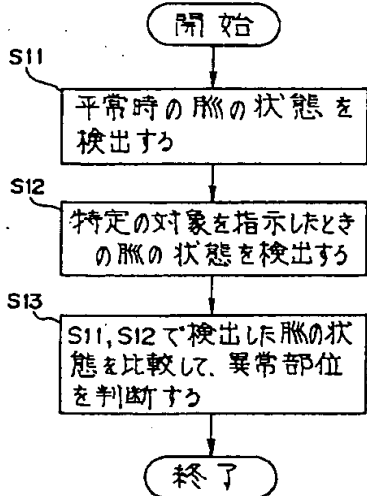 開始
S11
平常時の脈の状態を
検出する
S12
特定の対象を指示したとき
の脈の状態を検出する
S13
S11,S12で検出した脈の状
態を比較して、異常部位
を判断する
終了